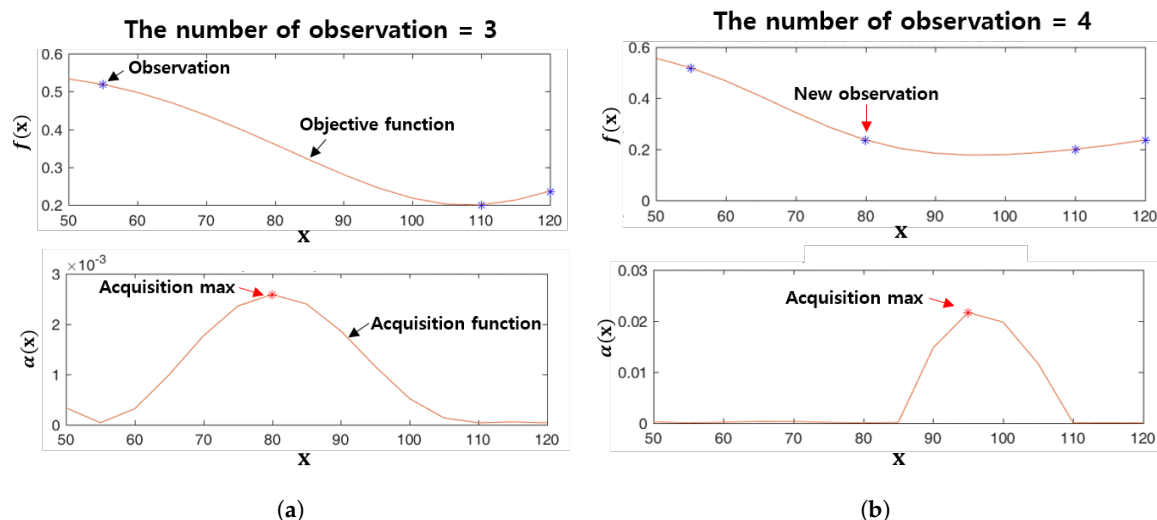 The number of observation = 3
0.6
0.5
0.4
0.3
0.2
f(x)
Observation
Objective function
50 60 70 80 90 100 110 120
x
×10^-3
3
2
1
0
α(x)
Acquisition max
Acquisition function
50 60 70 80 90 100 110 120
x
(a)
The number of observation = 4
0.6
0.4
0.2
0
f(x)
New observation
50 60 70 80 90 100 110 120
x
0.03
0.02
0.01
0
α(x)
Acquisition max
50 60 70 80 90 100 110 120
x
(b)